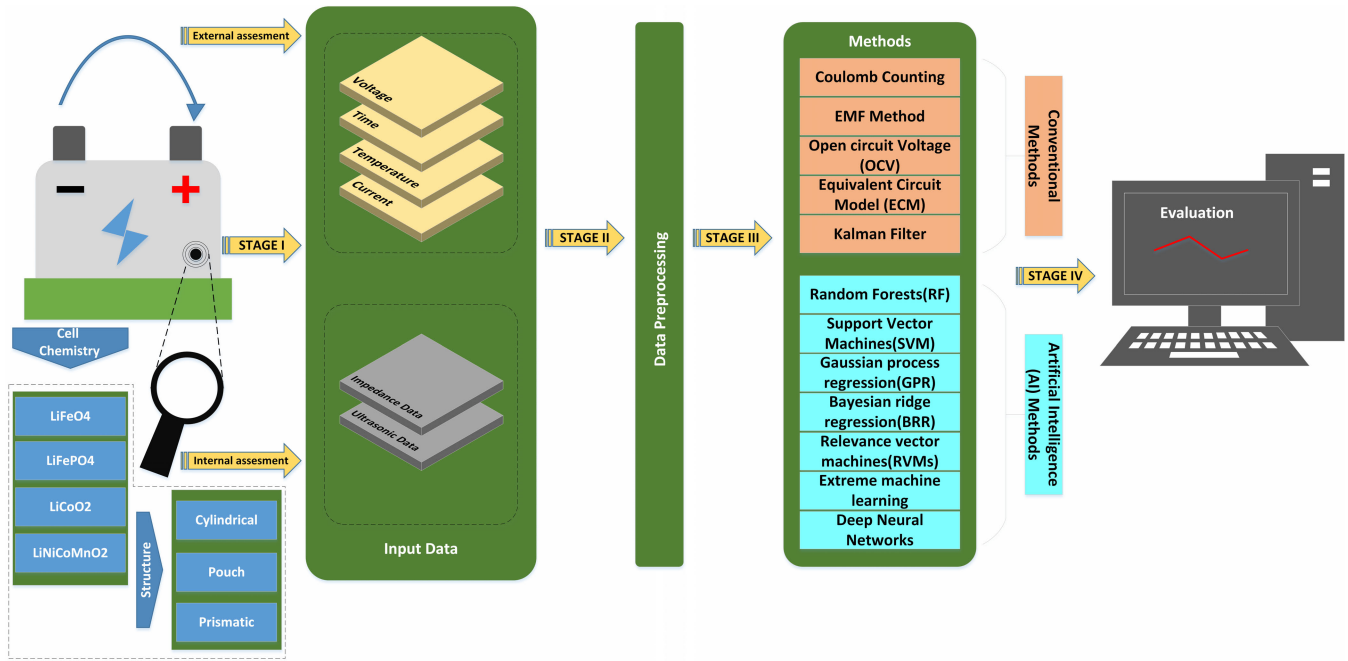 External assesment
STAGE I
Cell
Chemistry
LiFeO4
LiFePO4
LiCoO2
LiNiCoMnO2
Structure
Cylindrical
Pouch
Prismatic
Internal assesment
Voltage
Time
Temperature
Current
Impedance Data
Ultrasonic Data
Input Data
STAGE II
Data Preprocessing
STAGE III
Methods
Coulomb Counting
EMF Method
Open circuit Voltage
(OCV)
Equivalent Circuit
Model (ECM)
Kalman Filter
Random Forests(RF)
Support Vector
Machines(SVM)
Gaussian process
regression(GPR)
Bayesian ridge
regression(BRR)
Relevance vector
machines(RVMs)
Extreme machine
learning
Deep Neural
Networks
Conventional
Methods
Artificial Intelligence
(AI) Methods
STAGE IV
Evaluation